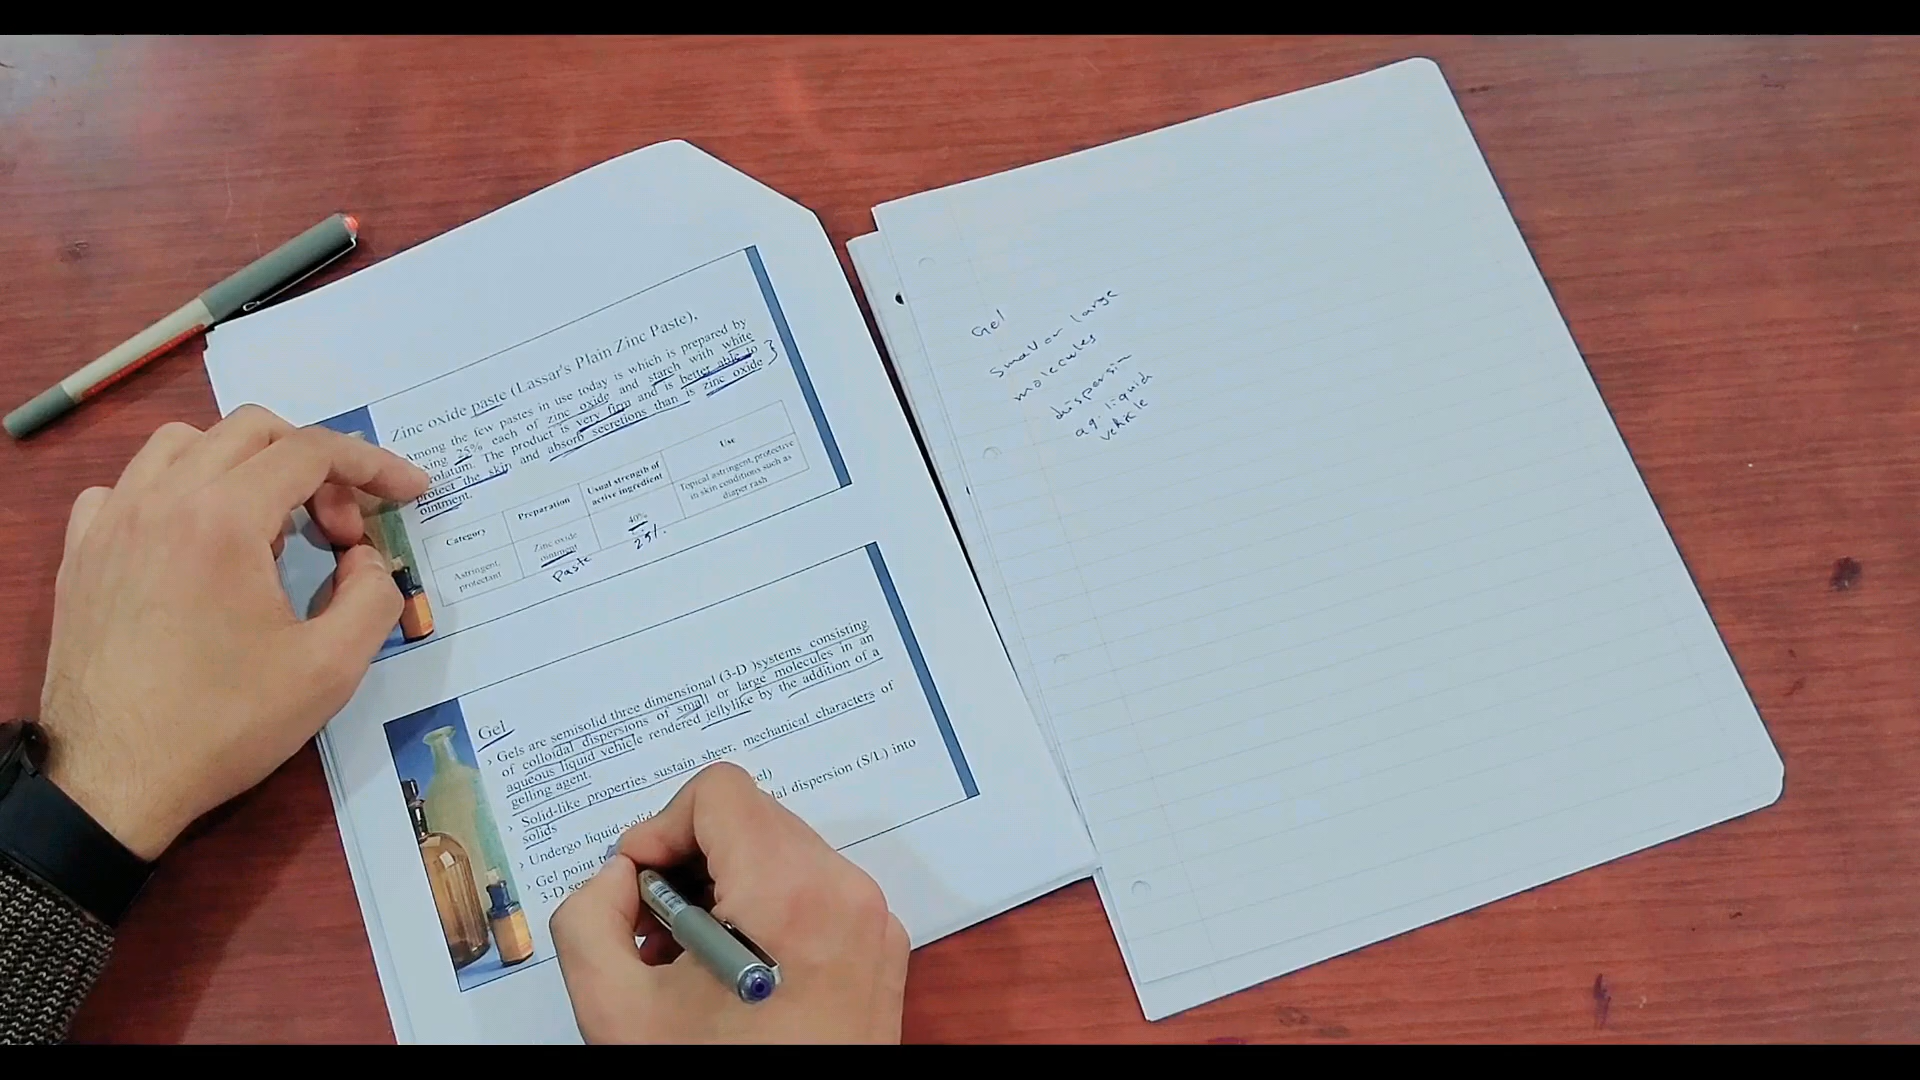 Zinc oxide paste (Lassar's Plain Zinc Paste),
Among the few pastes in use today is which is prepared by
xing 25% each of zinc oxide and starch with white
rolatum. The product is very firm and is better able to
protect the skin and absorb secretions than is zinc oxide
ointment.
Category Preparation Usual strength of active ingredient Use
Astringent, protectant Zinc oxide ointment 40% Topical astringent, protective in skin conditions such as diaper rash
paste 25%.
Gel
› Gels are semisolid three dimensional (3-D )systems consisting
of colloidal dispersions of small or large molecules in an
aqueous liquid vehicle rendered jellylike by the addition of a
gelling agent.
› Solid-like properties sustain sheer, mechanical characters of
solids
› Undergo liquid-solid gel)
› Gel point dispersion (S/L) into
3-D
Gel
small or large
molecules
dispersion
aq. liquid
vehicle